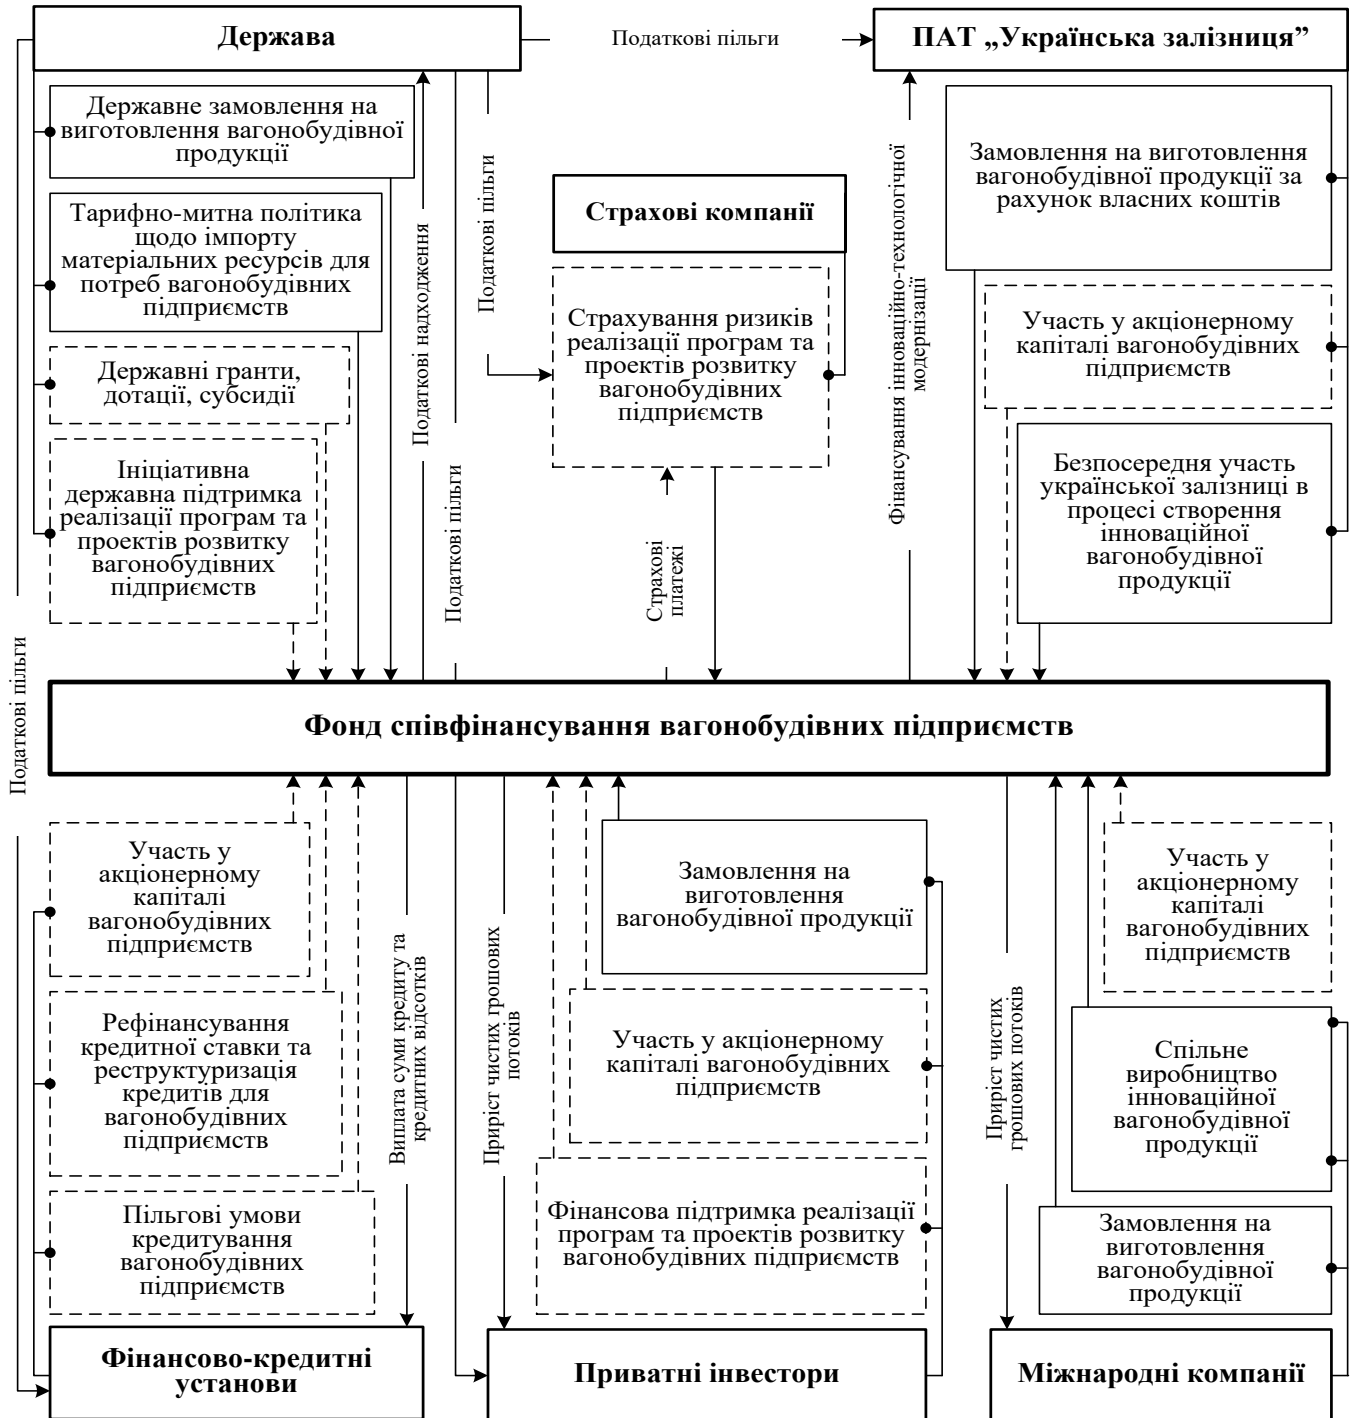 Держава
Податкові пільги
ПАТ „Українська залізниця”
Державне замовлення на
виготовлення вагонобудівної
продукції
Тарифно-митна політика
щодо імпорту
матеріальних ресурсів для
потреб вагонобудівних
підприємств
Державні гранти,
дотації, субсидії
Ініціативна
державна підтримка
реалізації програм та
проектів розвитку
вагонобудівних
підприємств
Податкові надходження
Податкові пільги
Податкові пільги
Страхові компанії
Страхування ризиків
реалізації програм та
проектів розвитку
вагонобудівних
підприємств
Страхові
платежі
Фінансування інноваційно-технологічної
модернізації
Замовлення на виготовлення
вагонобудівної продукції за
рахунок власних коштів
Участь у акціонерному
капіталі вагонобудівних
підприємств
Безпосередня участь
української залізниці в
процесі створення
інноваційної
вагонобудівної
продукції
Податкові пільги
Фонд співфінансування вагонобудівних підприємств
Участь у
акціонерному
капіталі
вагонобудівних
підприємств
Рефінансування
кредитної ставки та
реструктуризація
кредитів для
вагонобудівних
підприємств
Пільгові умови
кредитування
вагонобудівних
підприємств
Виплата суми кредиту та
кредитних відсотків
Приріст чистих грошових
потоків
Замовлення на
виготовлення
вагонобудівної продукції
Участь у акціонерному
капіталі вагонобудівних
підприємств
Фінансова підтримка реалізації
програм та проектів розвитку
вагонобудівних підприємств
Приріст чистих
грошових потоків
Участь у
акціонерному
капіталі
вагонобудівних
підприємств
Спільне
виробництво
інноваційної
вагонобудівної
продукції
Замовлення на
виготовлення
вагонобудівної
продукції
Фінансово-кредитні
установи
Приватні інвестори
Міжнародні компанії